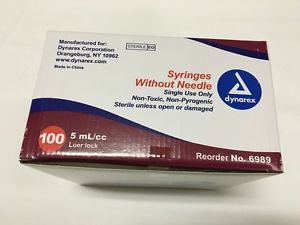 Manufactured for:
Dynarex Corporation
Orangeburg, NY 10962
www.dynarex.com
Made in China
STERILE EO
Syringes
Without Needle
Single Use Only
Non-Toxic, Non-Pyrogenic
Sterile unless open or damaged
dynarex
100
5 mL/cc
Luer lock
Reorder No. 6989